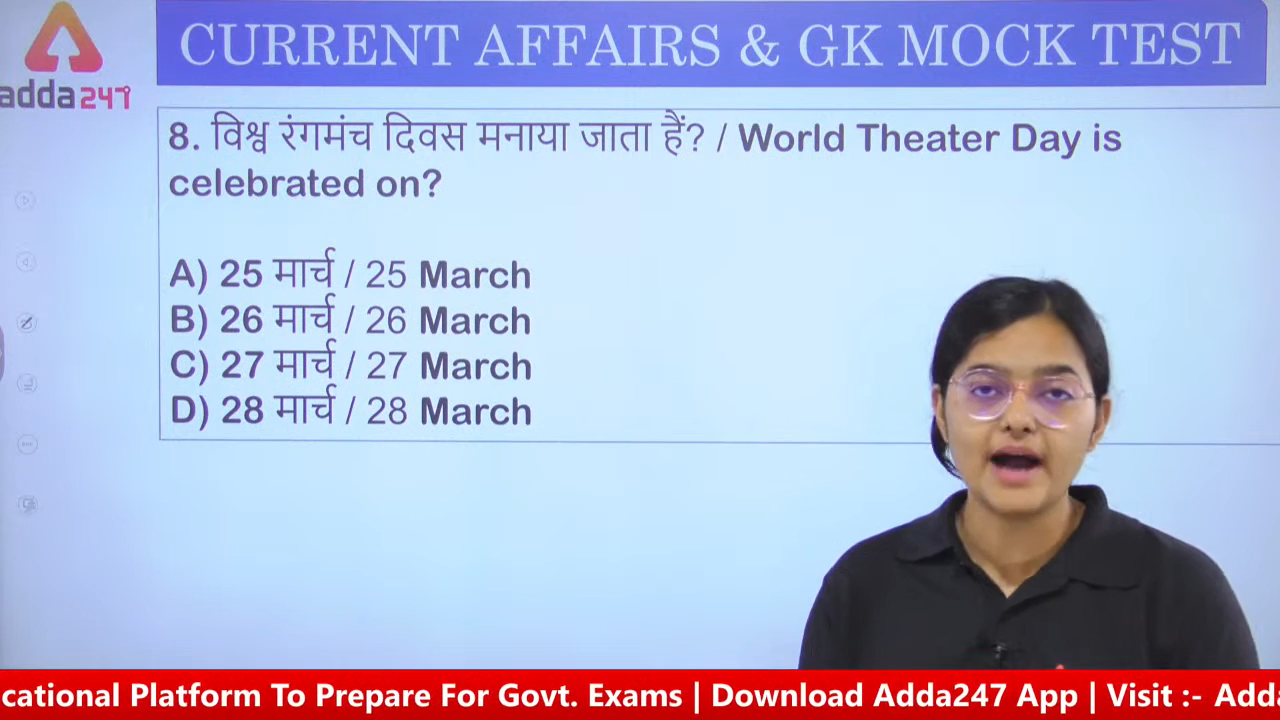 CURRENT AFFAIRS & GK MOCK TEST
adda247
8. विश्व रंगमंच दिवस मनाया जाता हैं? / World Theater Day is
celebrated on?
A) 25 मार्च / 25 March
B) 26 मार्च / 26 March
C) 27 मार्च / 27 March
D) 28 मार्च / 28 March
cational Platform To Prepare For Govt. Exams | Download Adda247 App | Visit :- Adda